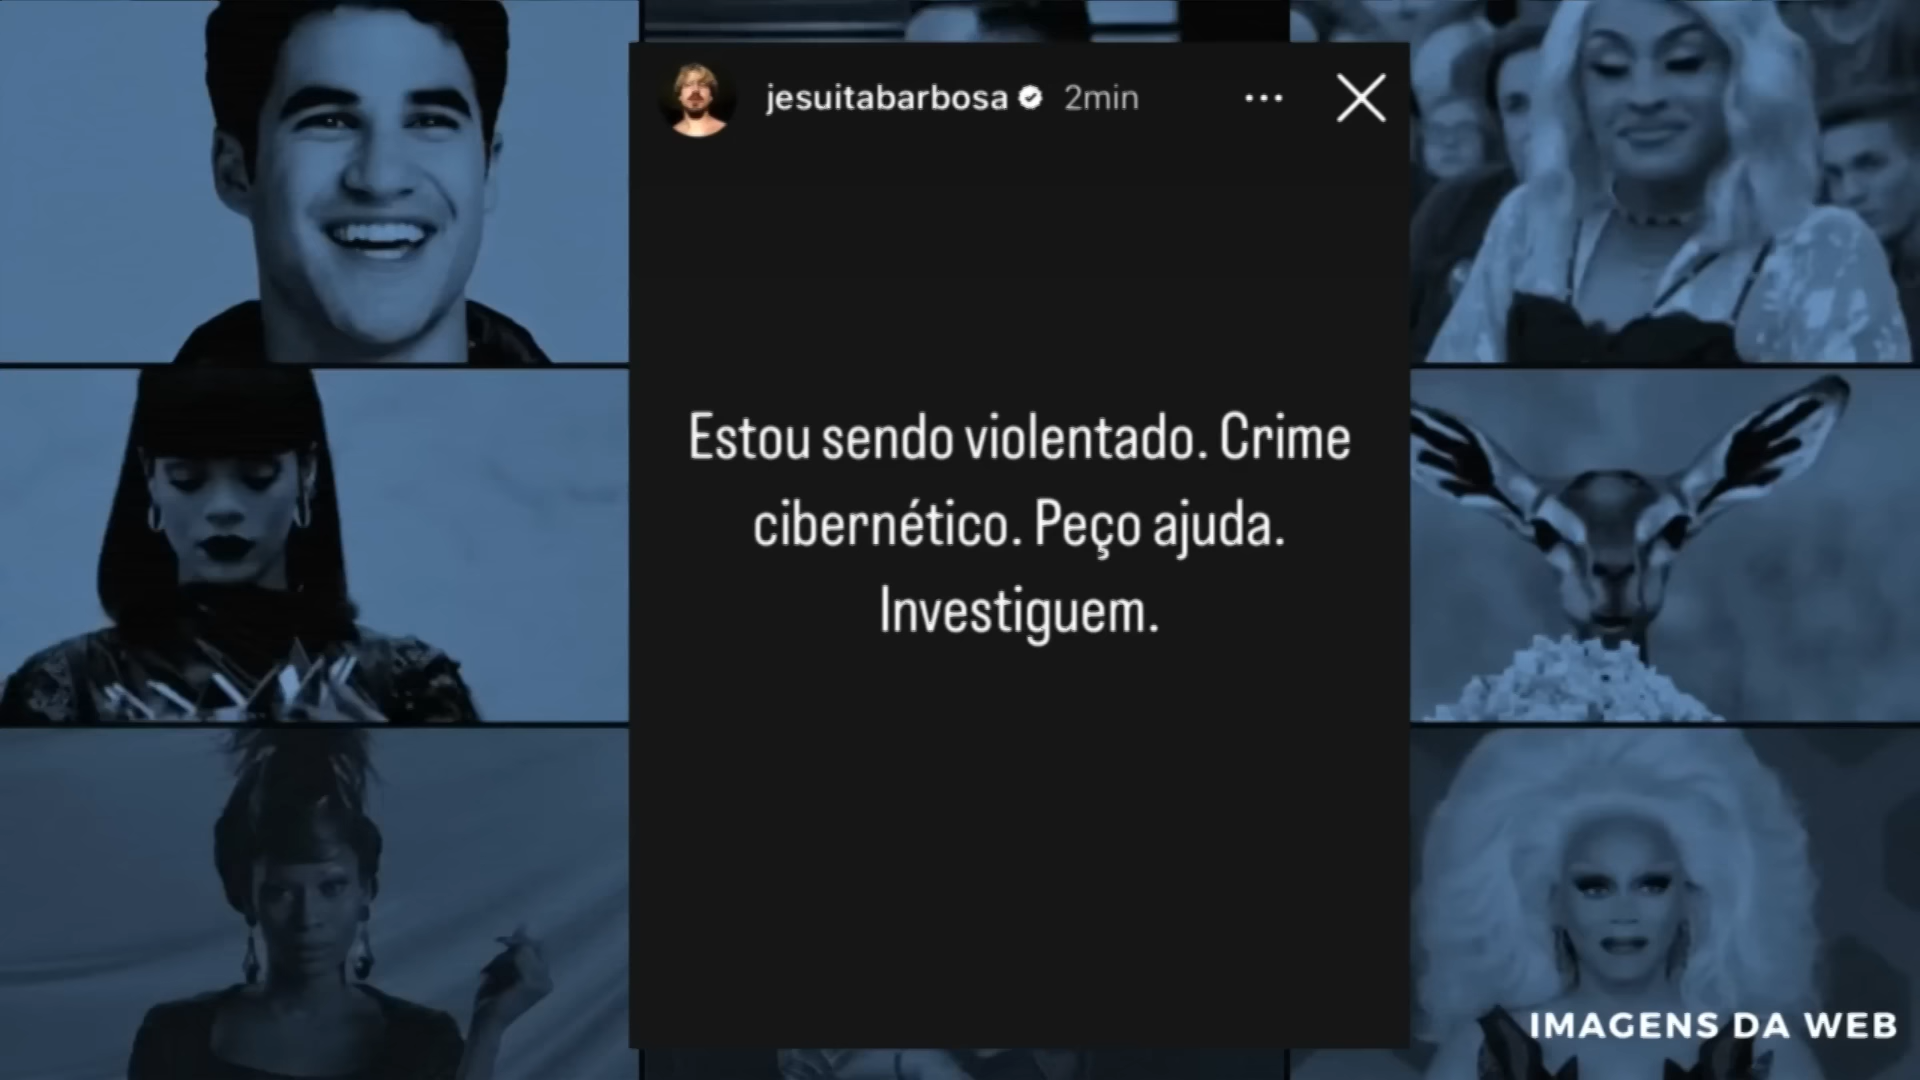 jesuitabarbosa 2min
Estou sendo violentado. Crime
cibernético. Peço ajuda.
Investiguem.
IMAGENS DA WEB